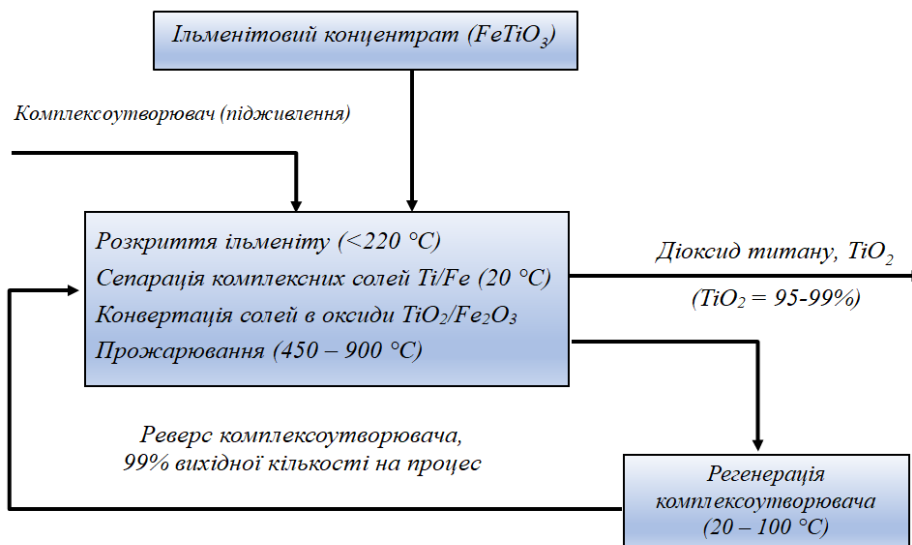 Ільменітовий концентрат (FeTiO₃)
Комплексоутворювач (підживлення)
Розкриття ільменіту (<220 °C)
Сепарація комплексних солей Ti/Fe (20 °C)
Конвертація солей в оксиди TiO₂/Fe₂O₃
Прожарювання (450 – 900 °C)
Діоксид титану, TiO₂
(TiO₂ = 95-99%)
Реверс комплексоутворювача,
99% вихідної кількості на процес
Регенерація
комплексоутворювача
(20 – 100 °C)